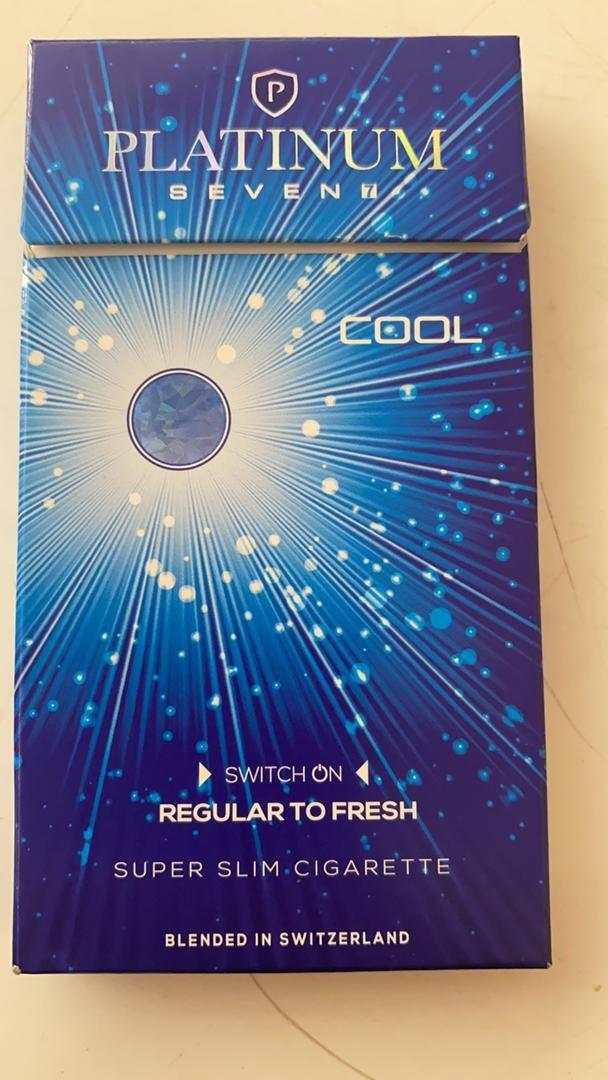 P
PLATINUM
SEVEN 7
COOL
SWITCH ON
REGULAR TO FRESH
SUPER SLIM CIGARETTE
BLENDED IN SWITZERLAND